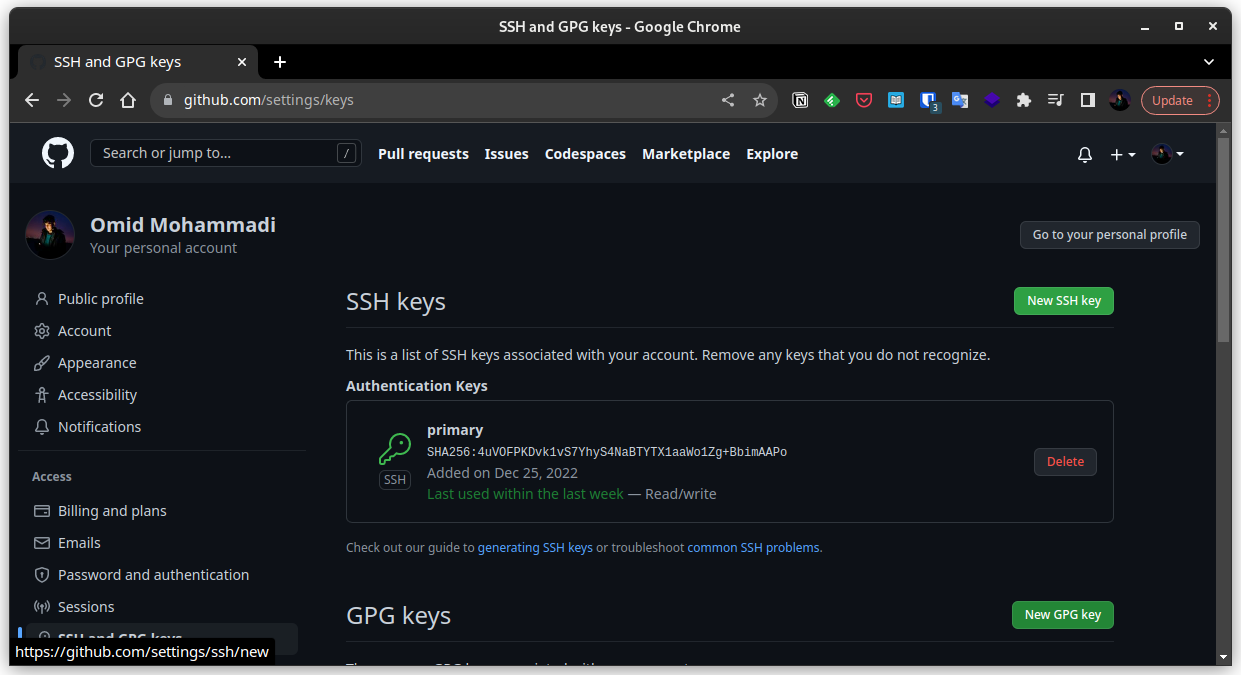 SSH and GPG keys - Google Chrome
SSH and GPG keys
github.com/settings/keys
3
Update
Search or jump to...
/
Pull requests
Issues
Codespaces
Marketplace
Explore
Omid Mohammadi
Your personal account
Go to your personal profile
Public profile
Account
Appearance
Accessibility
Notifications
Access
Billing and plans
Emails
Password and authentication
Sessions
SSH and GPG keys
https://github.com/settings/ssh/new
SSH keys
New SSH key
This is a list of SSH keys associated with your account. Remove any keys that you do not recognize.
Authentication Keys
SSH
primary
SHA256:4uVOFPKDvk1vS7YhyS4NaBTYTX1aaWo1Zg+BbimAAPo
Added on Dec 25, 2022
Last used within the last week — Read/write
Delete
Check out our guide to generating SSH keys or troubleshoot common SSH problems.
GPG keys
New GPG key